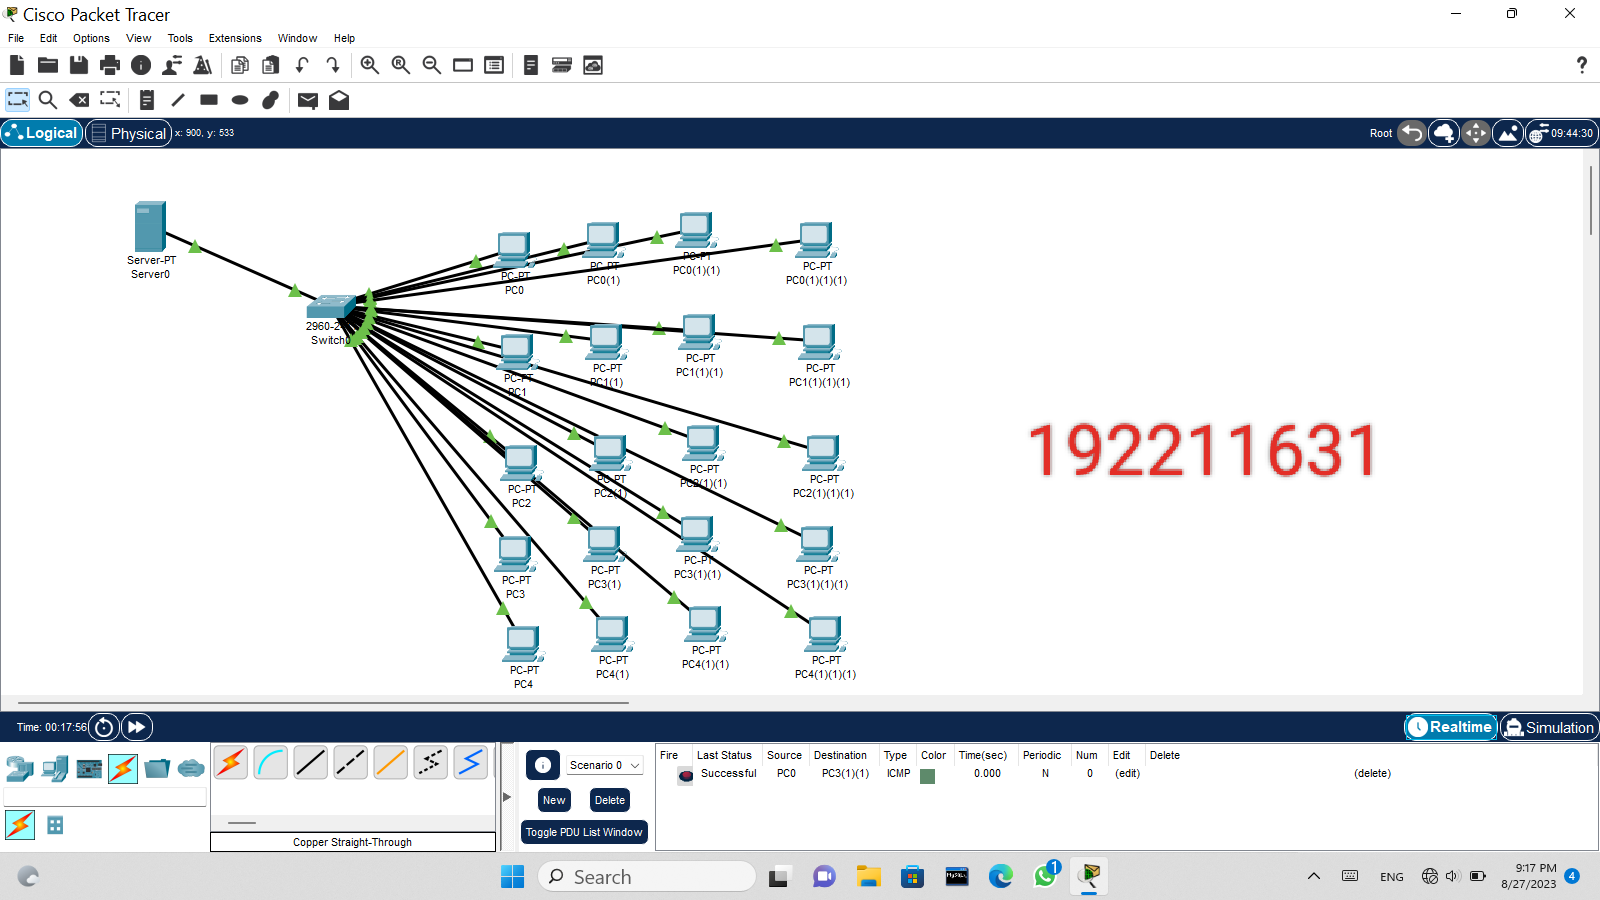 Cisco Packet Tracer
File Edit Options View Tools Extensions Window Help
Logical Physical x: 900, y: 533 Root 09:44:30
Server-PT
Server0
2960-2
Switch0
PC-PT
PC0
PC-PT
PC0(1)
PC-PT
PC0(1)(1)
PC-PT
PC0(1)(1)(1)
PC-PT
PC1
PC-PT
PC1(1)
PC-PT
PC1(1)(1)
PC-PT
PC1(1)(1)(1)
PC-PT
PC2
PC-PT
PC2(1)
PC-PT
PC2(1)(1)
PC-PT
PC2(1)(1)(1)
PC-PT
PC3
PC-PT
PC3(1)
PC-PT
PC3(1)(1)
PC-PT
PC3(1)(1)(1)
PC-PT
PC4
PC-PT
PC4(1)
PC-PT
PC4(1)(1)
PC-PT
PC4(1)(1)(1)
192211631
Time: 00:17:56 Realtime Simulation
Scenario 0
New Delete
Toggle PDU List Window
Copper Straight-Through
Fire Last Status Source Destination Type Color Time(sec) Periodic Num Edit Delete
Successful PC0 PC3(1)(1) ICMP 0.000 N 0 (edit) (delete)
Search
MySQL
1
ENG
9:17 PM
8/27/2023
4